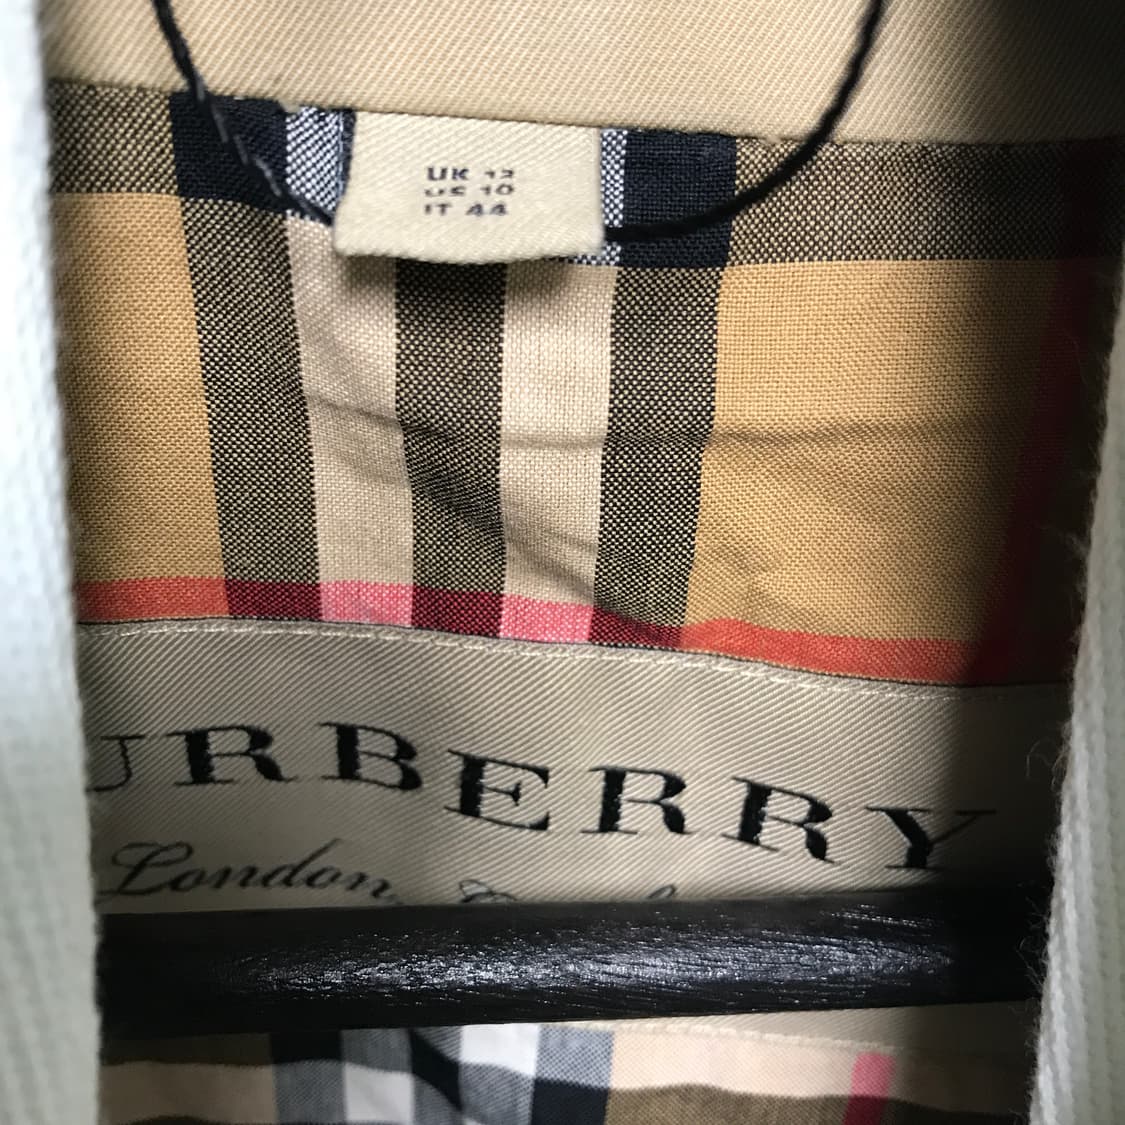 UK 12
US 10
IT 44
URBERRY
London,